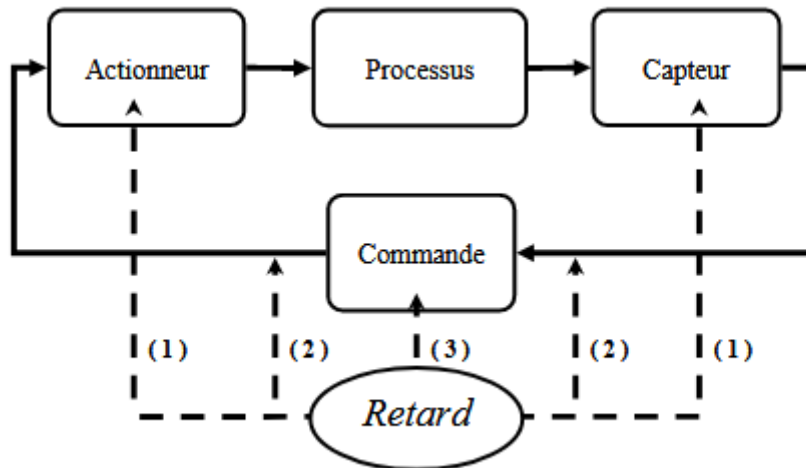 Actionneur
Processus
Capteur
Commande
( 1 )
( 2 )
( 3 )
( 2 )
( 1 )
Retard